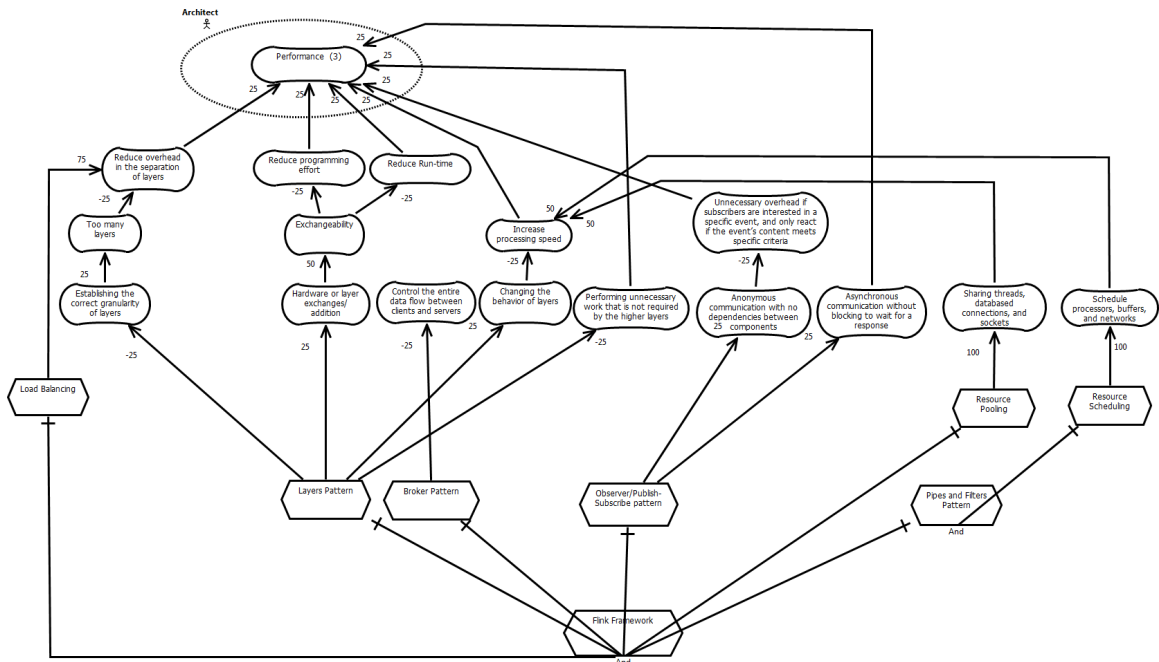 Architect
25
Performance (3)
25
25
25
25
25
25
75
Reduce overhead
in the separation
of layers
Reduce programming
effort
Reduce Run-time
-25
-25
-25
Unnecessary overhead if
subscribers are interested in a
specific event, and only react
if the event's content meets
specific criteria
50
50
Too many
layers
Exchangeability
Increase
processing speed
25
50
-25
-25
Establishing the
correct granularity
of layers
Hardware or layer
exchanges/
addition
Control the entire
data flow between
clients and servers
Changing the
behavior of layers
Performing unnecessary
work that is not required
by the higher layers
Anonymous
communication with no
dependencies between
components
Asynchronous
communication without
blocking to wait for a
response
Sharing threads,
databased
connections, and
sockets
Schedule
processors, buffers,
and networks
-25
25
-25
25
-25
25
25
100
100
Load Balancing
Resource
Pooling
Resource
Scheduling
Layers Pattern
Broker Pattern
Observer/Publish-
Subscribe pattern
Pipes and Filters
Pattern
And
Flink Framework
And